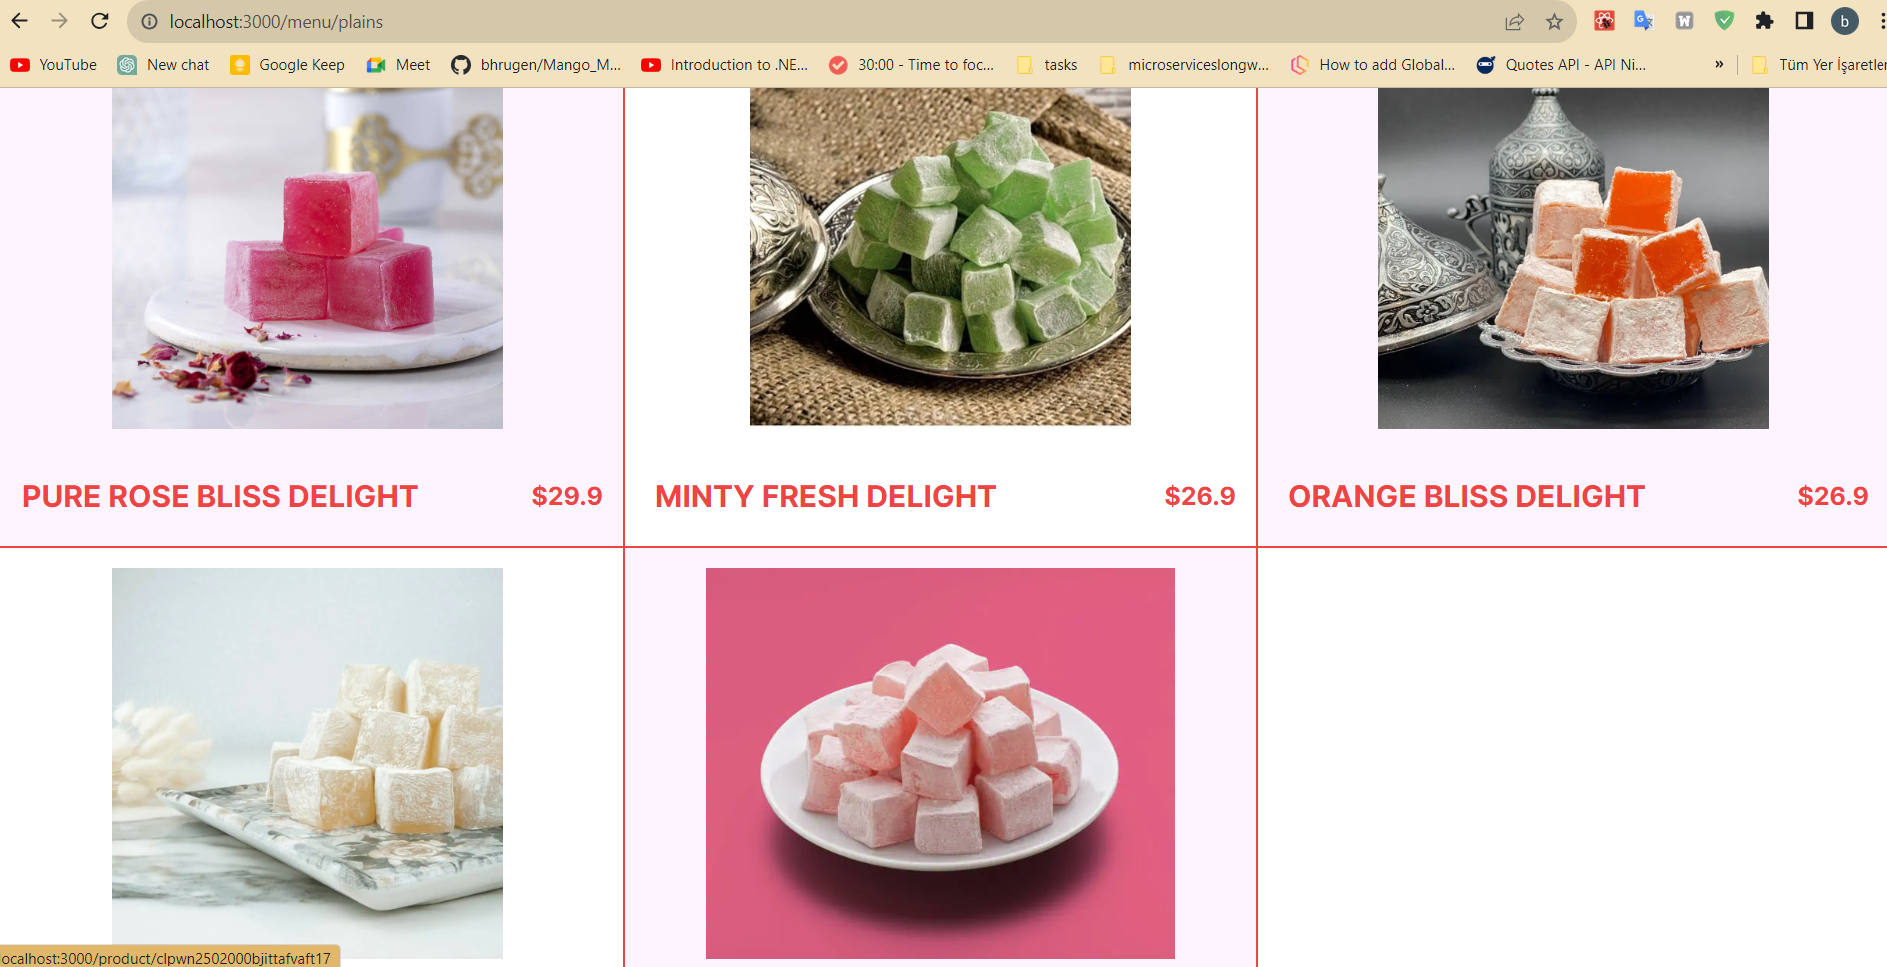 localhost:3000/menu/plains
b
YouTube New chat Google Keep Meet bhrugen/Mango_M... Introduction to .NE... 30:00 - Time to foc... tasks microserviceslongw... How to add Global... Quotes API - API Ni... » Tüm Yer İşaretler
PURE ROSE BLISS DELIGHT $29.9 MINTY FRESH DELIGHT $26.9 ORANGE BLISS DELIGHT $26.9
localhost:3000/product/clpwn2502000bjittafvaft17